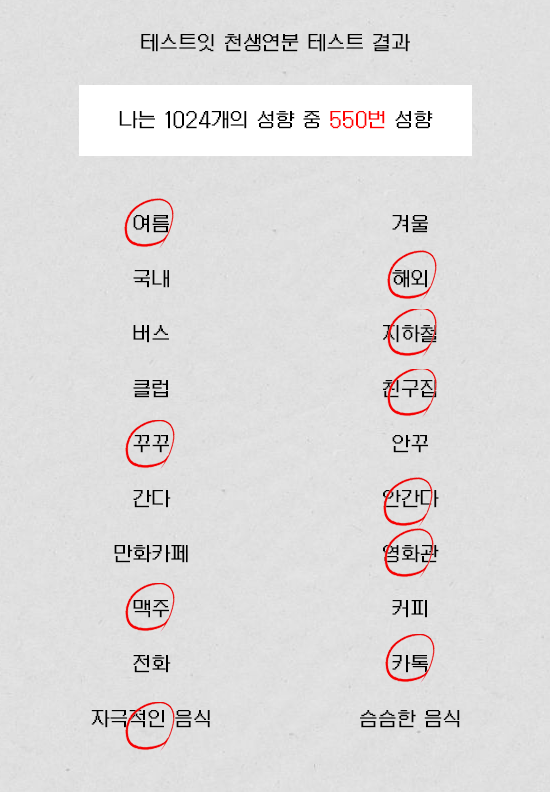 테스트잇 천생연분 테스트 결과
나는 1024개의 성향 중 550번 성향
여름 겨울
국내 해외
버스 지하철
클럽 친구집
꾸꾸 안꾸
간다 안간다
만화카페 영화관
맥주 커피
전화 카톡
자극적인 음식 슴슴한 음식